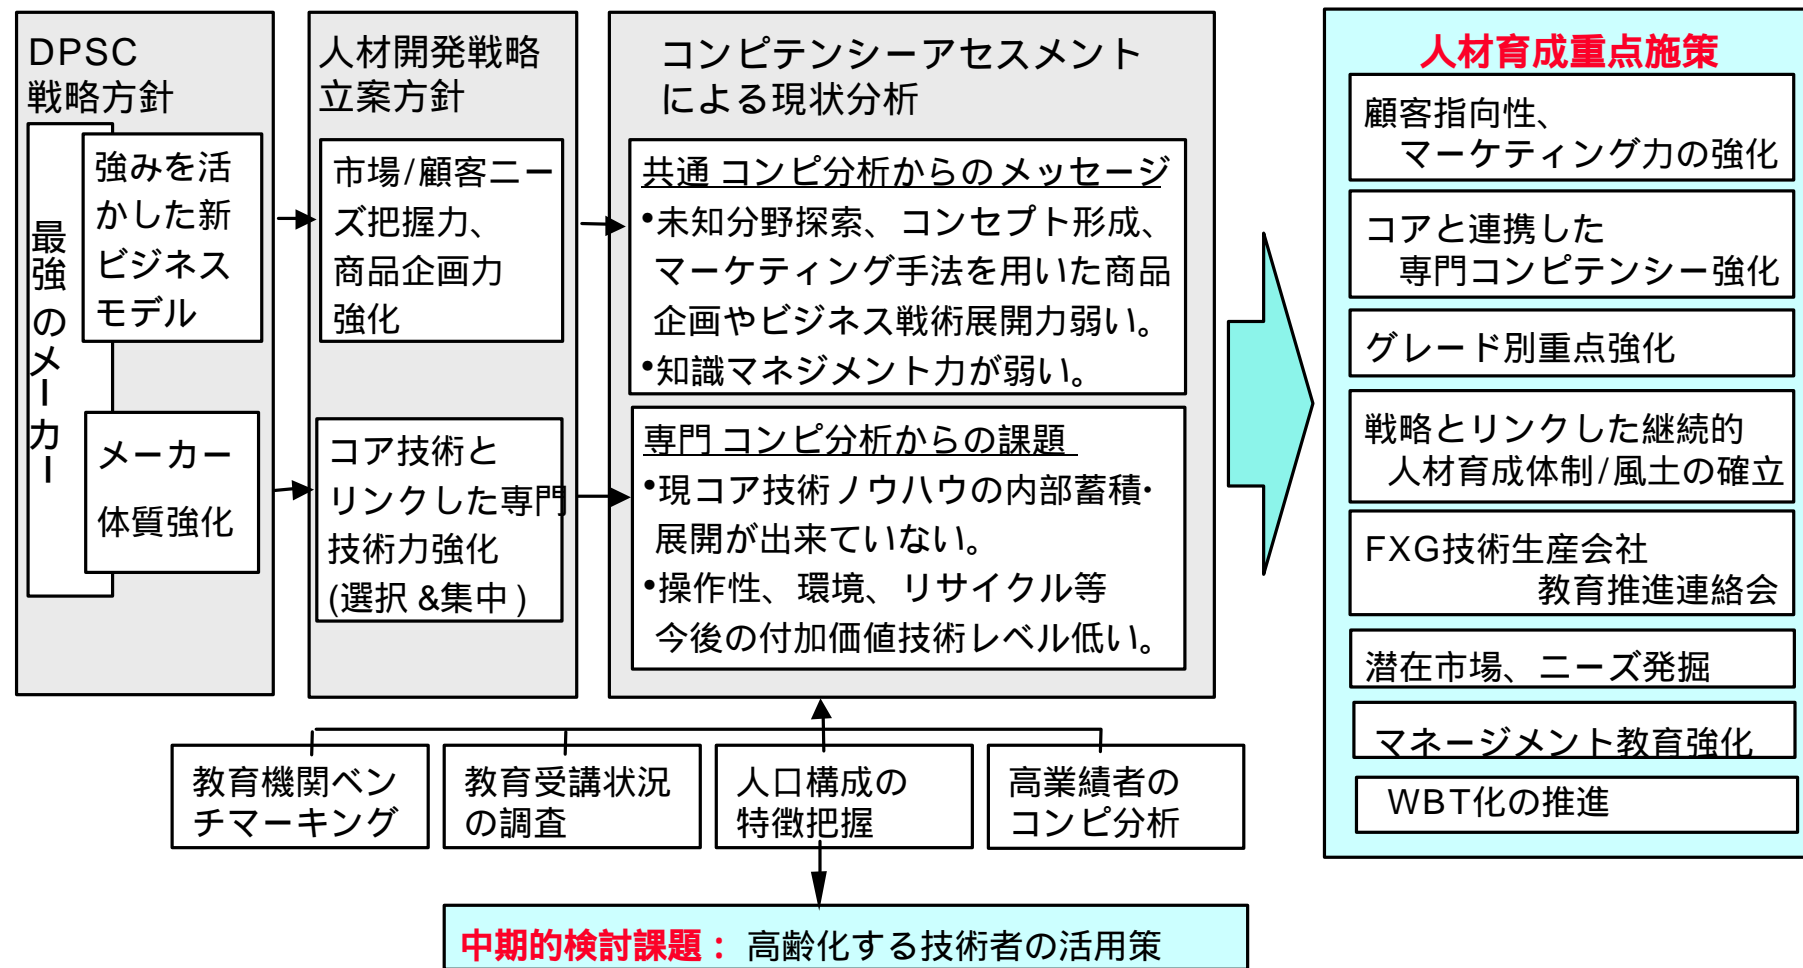 DPSC
戦略方針
最強のメーカー
強みを活
かした新
ビジネス
モデル
メーカー
体質強化
人材開発戦略
立案方針
市場/顧客ニー
ズ把握力、
商品企画力
強化
コア技術と
リンクした専門
技術力強化
(選択&集中)
コンピテンシーアセスメント
による現状分析
共通コンピ分析からのメッセージ
•未知分野探索、コンセプト形成、
マーケティング手法を用いた商品
企画やビジネス戦術展開力弱い。
•知識マネジメント力が弱い。
専門コンピ分析からの課題
•現コア技術ノウハウの内部蓄積・
展開が出来ていない。
•操作性、環境、リサイクル等
今後の付加価値技術レベル低い。
教育機関ベン
チマーキング
教育受講状況
の調査
人口構成の
特徴把握
高業績者の
コンピ分析
中期的検討課題：高齢化する技術者の活用策
人材育成重点施策
顧客指向性、
マーケティング力の強化
コアと連携した
専門コンピテンシー強化
グレード別重点強化
戦略とリンクした継続的
人材育成体制/風土の確立
FXG技術生産会社
教育推進連絡会
潜在市場、ニーズ発掘
マネージメント教育強化
WBT化の推進